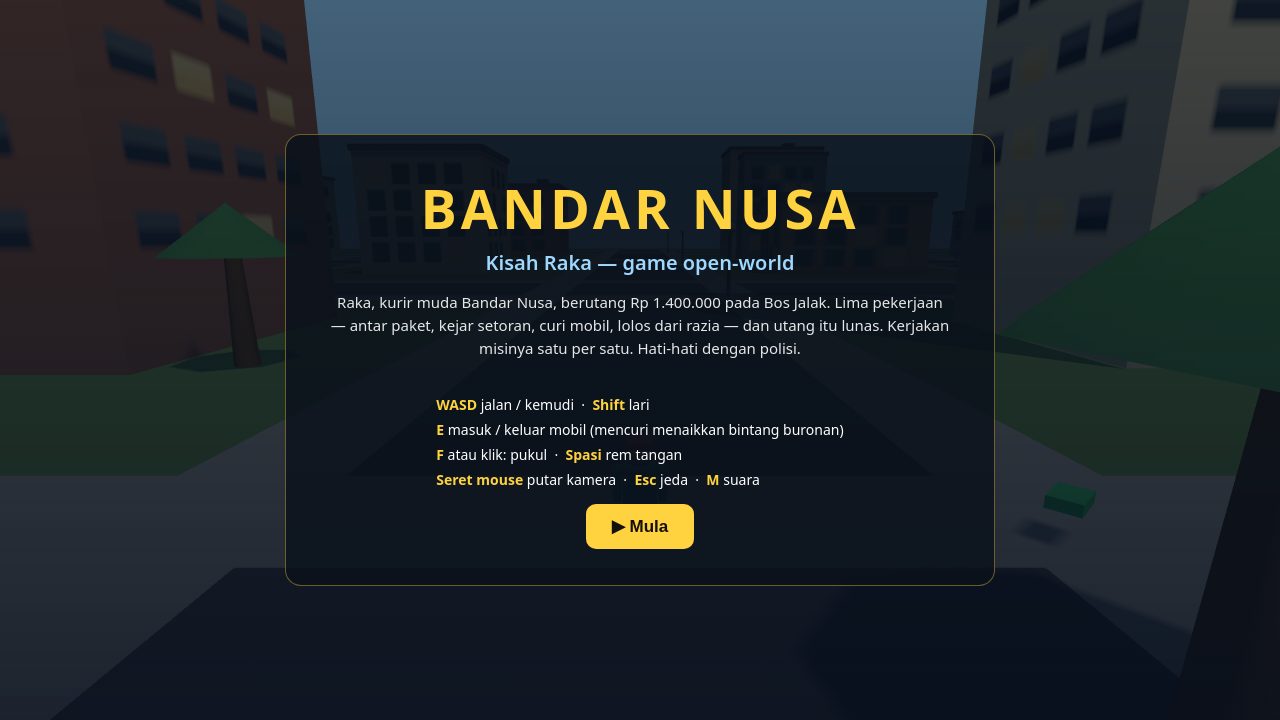 BANDAR NUSA
Kisah Raka — game open-world
Raka, kurir muda Bandar Nusa, berutang Rp 1.400.000 pada Bos Jalak. Lima pekerjaan
— antar paket, kejar setoran, curi mobil, lolos dari razia — dan utang itu lunas. Kerjakan
misinya satu per satu. Hati-hati dengan polisi.
WASD jalan / kemudi · Shift lari
E masuk / keluar mobil (mencuri menaikkan bintang buronan)
F atau klik: pukul · Spasi rem tangan
Seret mouse putar kamera · Esc jeda · M suara
▶ Mula